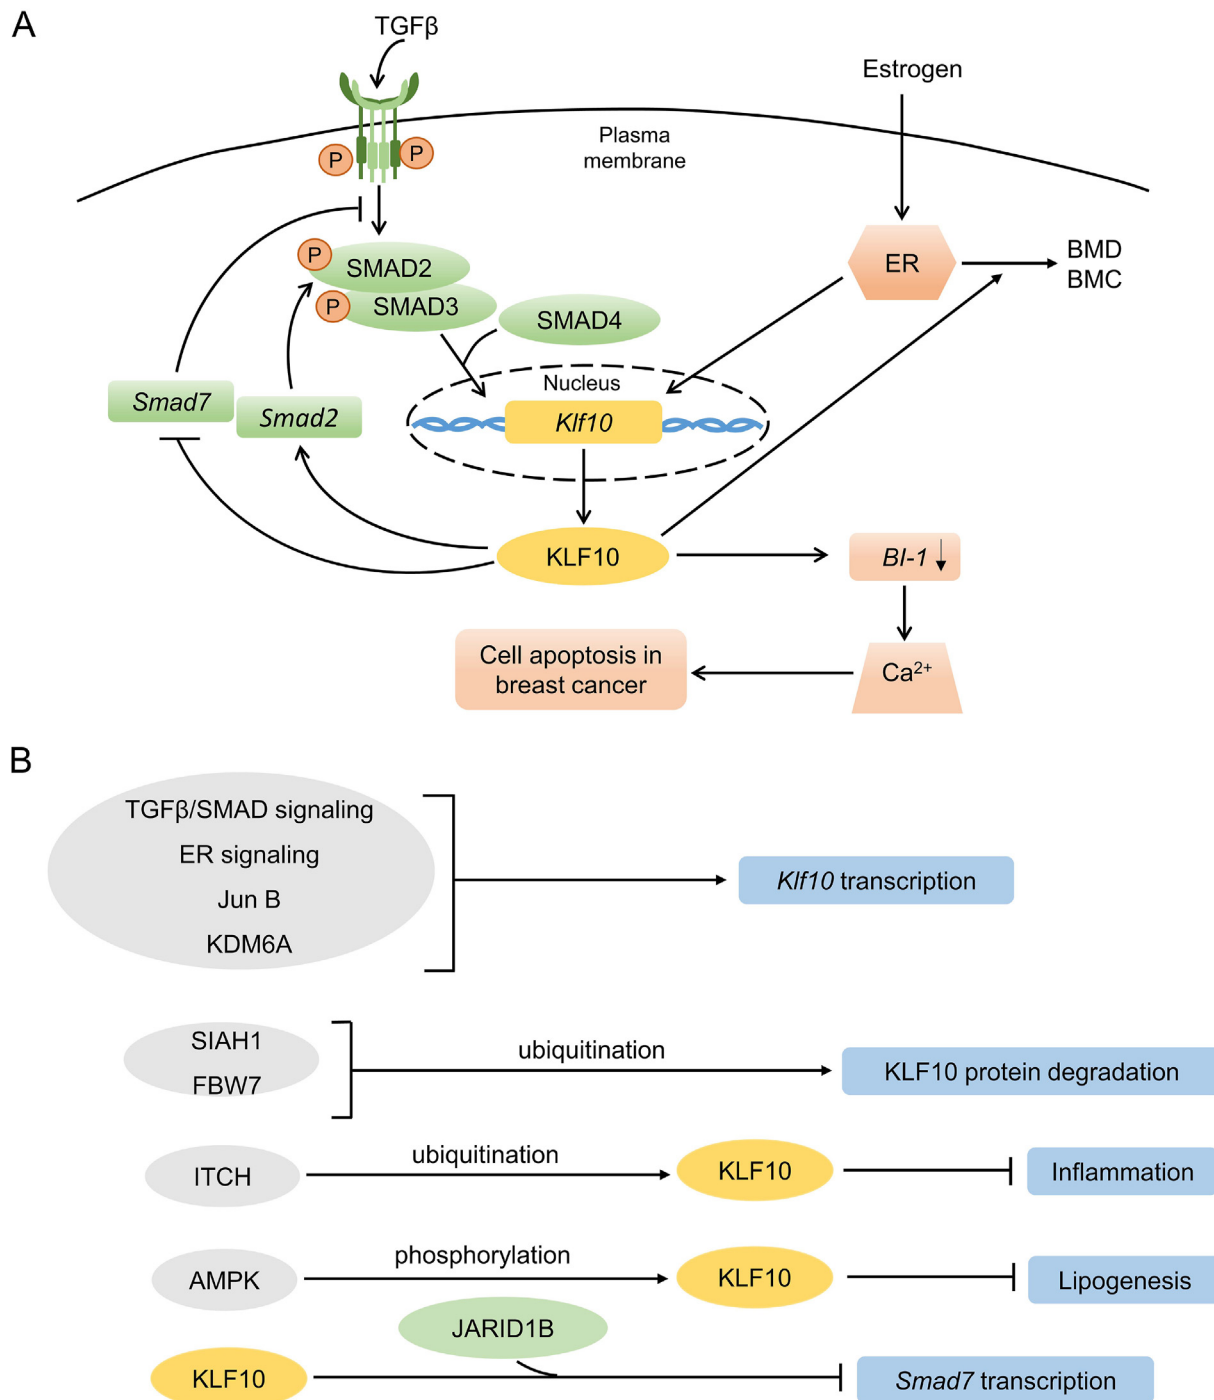 A
TGFβ
Estrogen
Plasma
membrane
P
P
P
SMAD2
P
SMAD3
SMAD4
ER
BMD
BMC
Smad7
Smad2
Nucleus
Klf10
KLF10
BI-1
Cell apoptosis in
breast cancer
Ca²⁺
B
TGFβ/SMAD signaling
ER signaling
Jun B
KDM6A
Klf10 transcription
SIAH1
FBW7
ubiquitination
KLF10 protein degradation
ITCH
ubiquitination
KLF10
Inflammation
AMPK
phosphorylation
KLF10
Lipogenesis
JARID1B
KLF10
Smad7 transcription